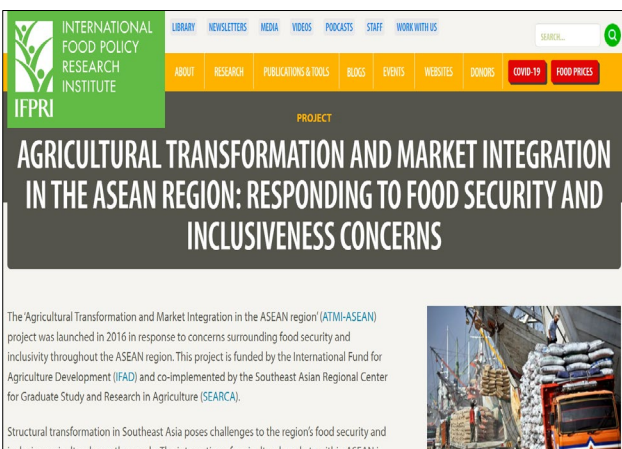 INTERNATIONAL
FOOD POLICY
RESEARCH
INSTITUTE
IFPRI
LIBRARY NEWSLETTERS MEDIA VIDEOS PODCASTS STAFF WORK WITH US
SEARCH...
ABOUT RESEARCH PUBLICATIONS & TOOLS BLOGS EVENTS WEBSITES DONORS COVID-19 FOOD PRICES
PROJECT
AGRICULTURAL TRANSFORMATION AND MARKET INTEGRATION
IN THE ASEAN REGION: RESPONDING TO FOOD SECURITY AND
INCLUSIVENESS CONCERNS
The 'Agricultural Transformation and Market Integration in the ASEAN region' (ATMI-ASEAN)
project was launched in 2016 in response to concerns surrounding food security and
inclusivity throughout the ASEAN region. This project is funded by the International Fund for
Agriculture Development (IFAD) and co-implemented by the Southeast Asian Regional Center
for Graduate Study and Research in Agriculture (SEARCA).
Structural transformation in Southeast Asia poses challenges to the region's food security and